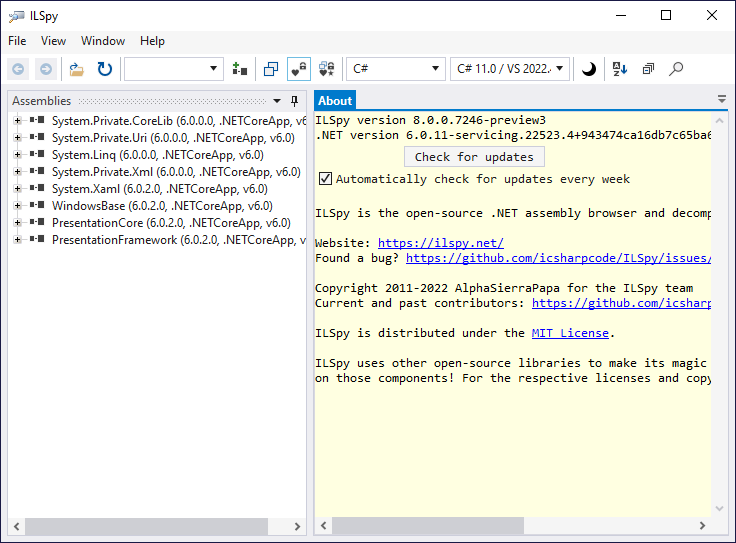 ILSpy
File View Window Help
C# C# 11.0 / VS 2022.
Assemblies
System.Private.CoreLib (6.0.0.0, .NETCoreApp, v6
System.Private.Uri (6.0.0.0, .NETCoreApp, v6.0)
System.Linq (6.0.0.0, .NETCoreApp, v6.0)
System.Private.Xml (6.0.0.0, .NETCoreApp, v6.0)
System.Xaml (6.0.2.0, .NETCoreApp, v6.0)
WindowsBase (6.0.2.0, .NETCoreApp, v6.0)
PresentationCore (6.0.2.0, .NETCoreApp, v6.0)
PresentationFramework (6.0.2.0, .NETCoreApp, v
About
ILSpy version 8.0.0.7246-preview3
.NET version 6.0.11-servicing.22523.4+943474ca16db7c65ba6
Check for updates
Automatically check for updates every week
ILSpy is the open-source .NET assembly browser and decomp
Website: https://ilspy.net/
Found a bug? https://github.com/icsharpcode/ILSpy/issues/
Copyright 2011-2022 AlphaSierraPapa for the ILSpy team
Current and past contributors: https://github.com/icsharp
ILSpy is distributed under the MIT License.
ILSpy uses other open-source libraries to make its magic
on those components! For the respective licenses and copy